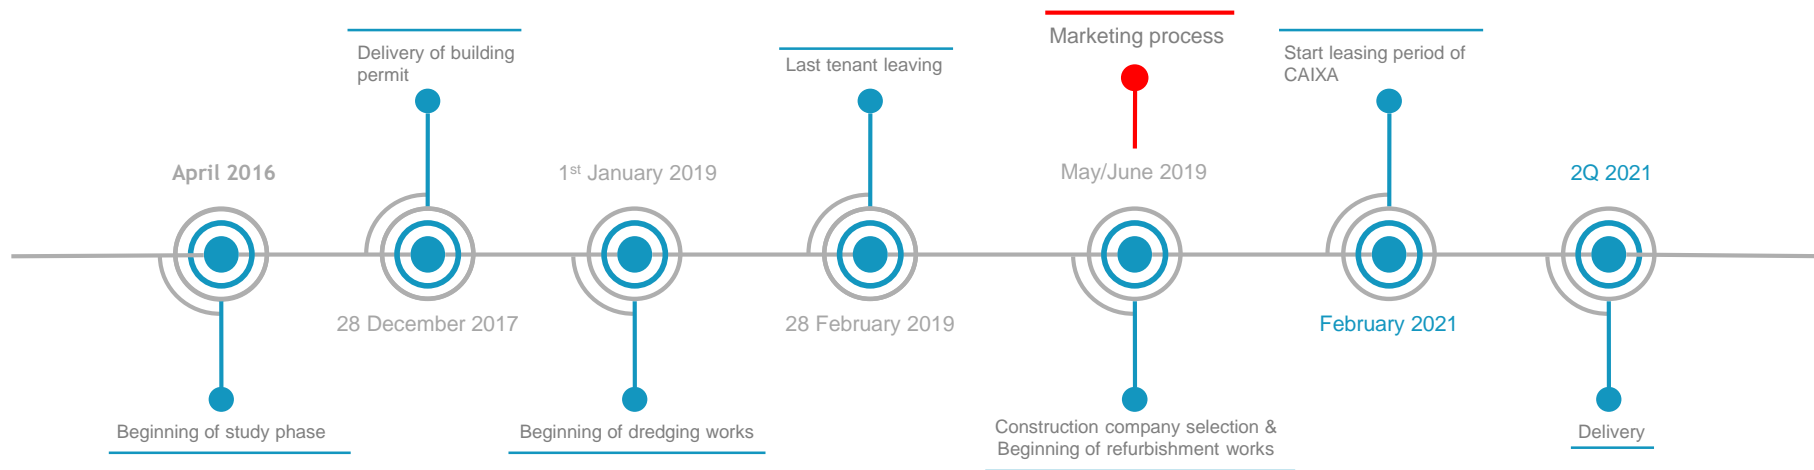 Marketing process
Delivery of building
permit
Last tenant leaving
Start leasing period of
CAIXA
April 2016
1st January 2019
May/June 2019
2Q 2021
28 December 2017
28 February 2019
February 2021
Beginning of study phase
Beginning of dredging works
Construction company selection &
Beginning of refurbishment works
Delivery